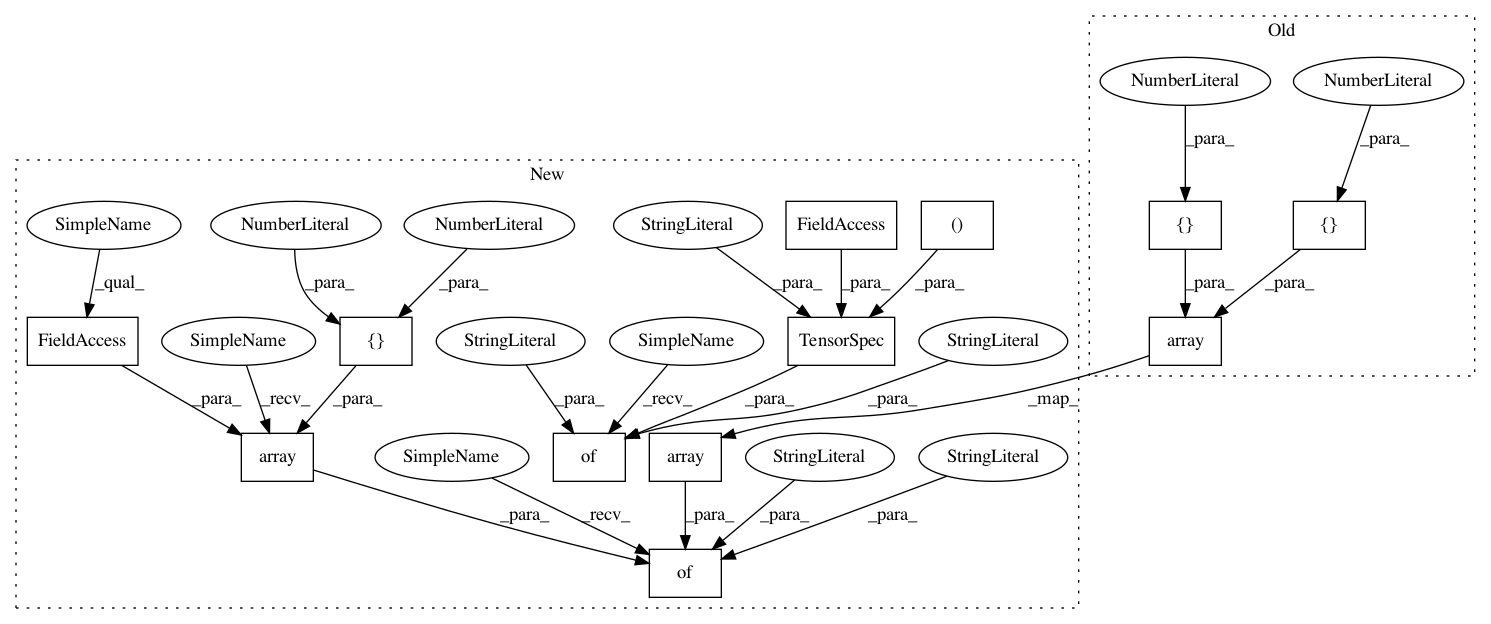 Old
NumberLiteral NumberLiteral
_para_ _para_
New
SimpleName NumberLiteral NumberLiteral StringLiteral FieldAccess () {} {}
_qual_ _para_ _para_ _para_ _para_ _para_ _para_ _para_
FieldAccess SimpleName {} StringLiteral SimpleName TensorSpec StringLiteral array
_para_ _recv_ _para_ _para_ _recv_ _para_ _para_ _map_
array SimpleName of array StringLiteral StringLiteral
_para_ _recv_ _para_ _para_ _para_
of